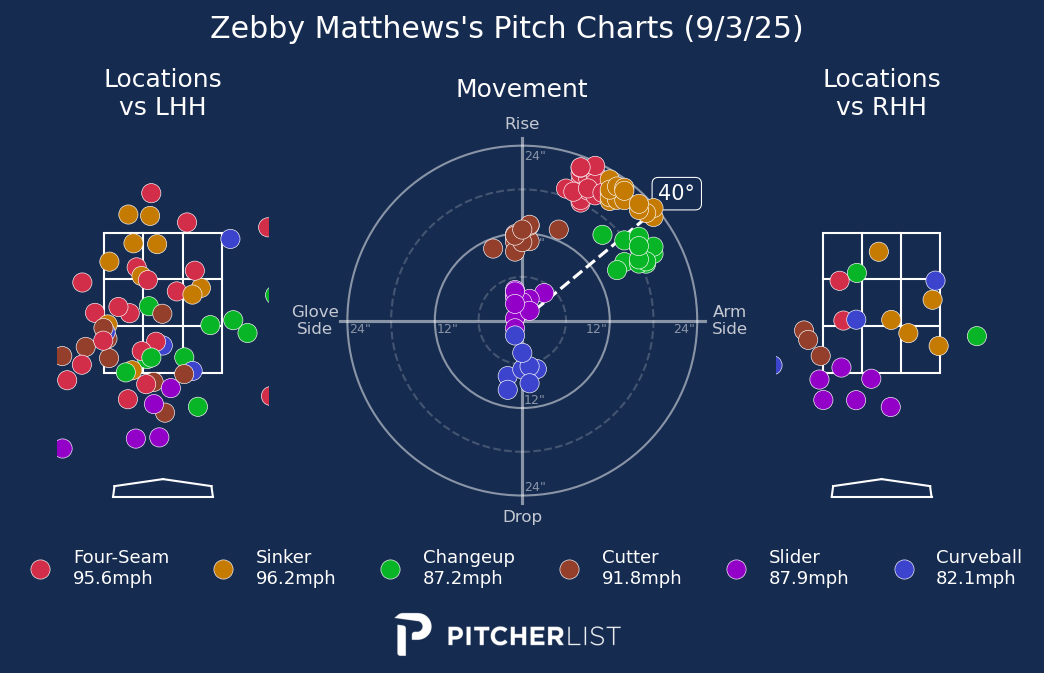 Zebby Matthews's Pitch Charts (9/3/25)
Locations
vs LHH
Movement
Locations
vs RHH
Rise
24"
40°
Glove
Side
24"
12"
12"
24"
Arm
Side
12"
24"
Drop
Four-Seam
95.6mph
Sinker
96.2mph
Changeup
87.2mph
Cutter
91.8mph
Slider
87.9mph
Curveball
82.1mph
PITCHERLIST